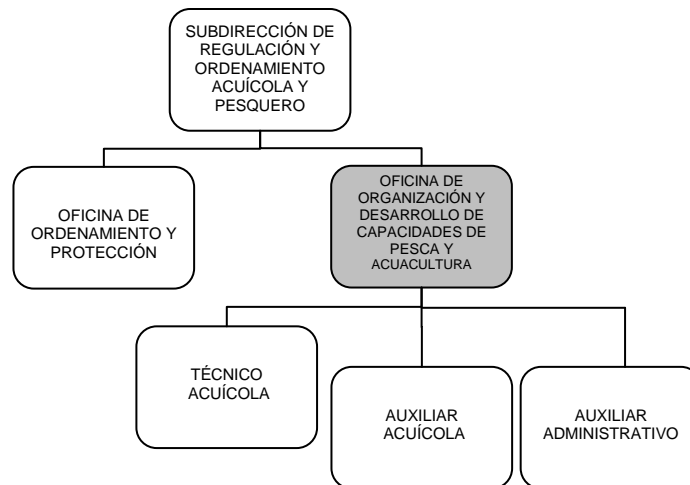 SUBDIRECCIÓN DE
REGULACIÓN Y
ORDENAMIENTO
ACUÍCOLA Y
PESQUERO
OFICINA DE
ORDENAMIENTO Y
PROTECCIÓN
OFICINA DE
ORGANIZACIÓN Y
DESARROLLO DE
CAPACIDADES DE
PESCA Y
ACUACULTURA
TÉCNICO
ACUÍCOLA
AUXILIAR
ACUÍCOLA
AUXILIAR
ADMINISTRATIVO